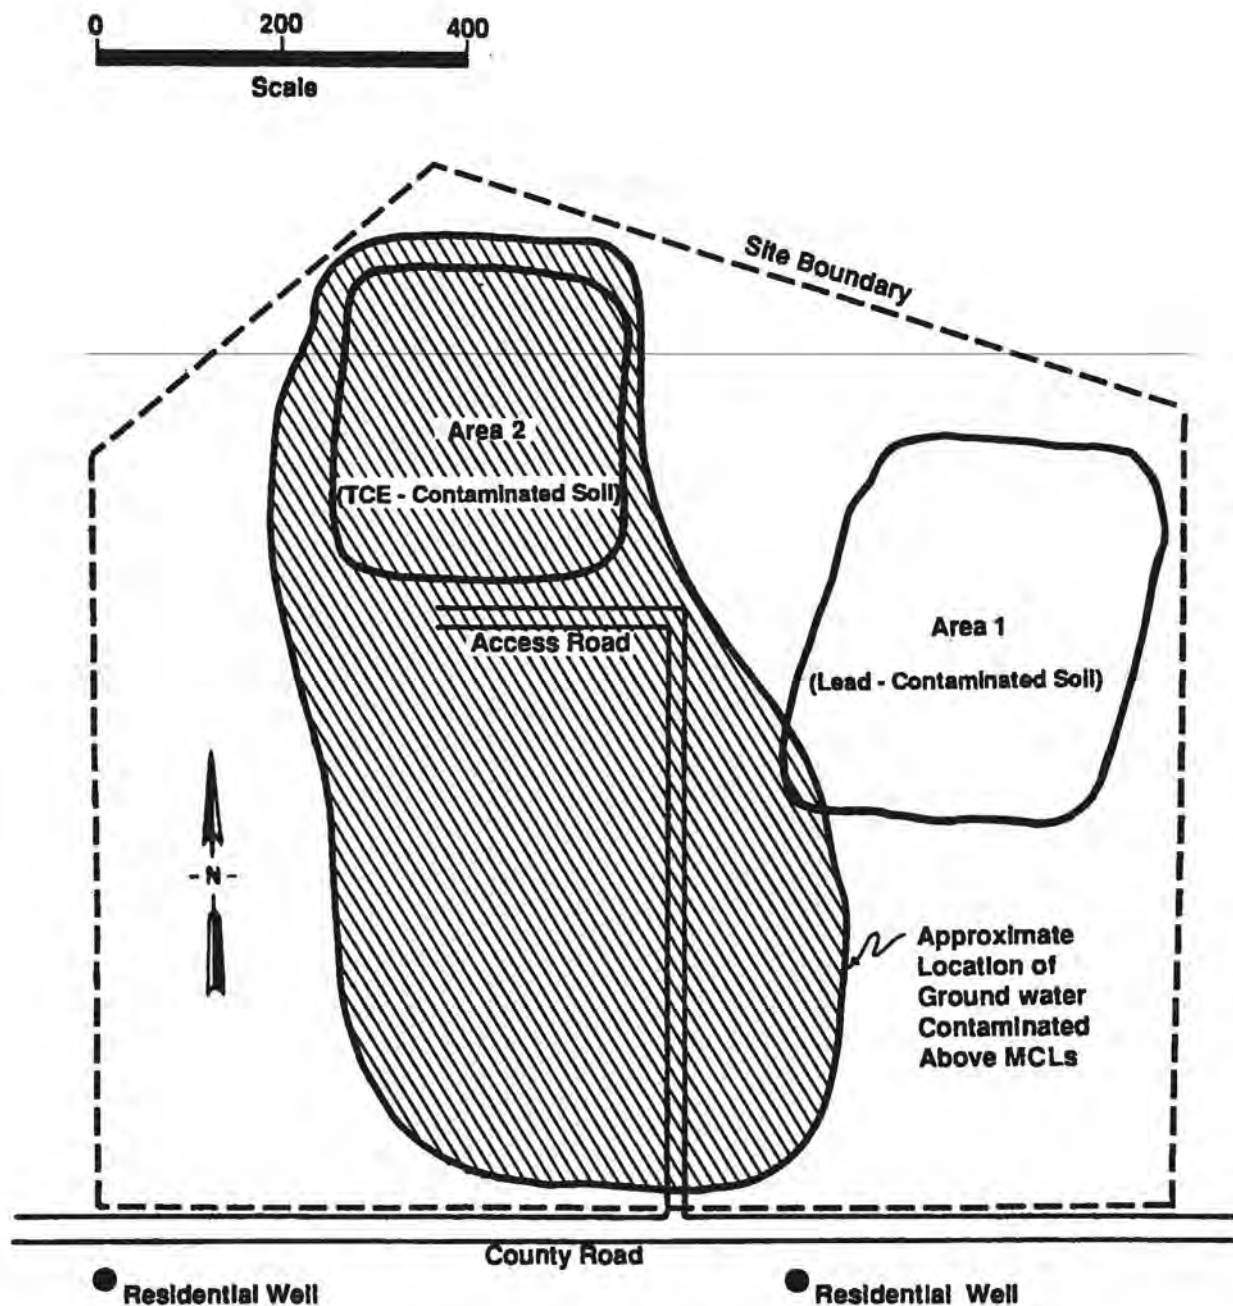 0 200 400
Scale
Site Boundary
Area 2
(TCE - Contaminated Soil)
Area 1
(Lead - Contaminated Soil)
Access Road
- N -
Approximate
Location of
Ground water
Contaminated
Above MCLs
County Road
Residential Well
Residential Well